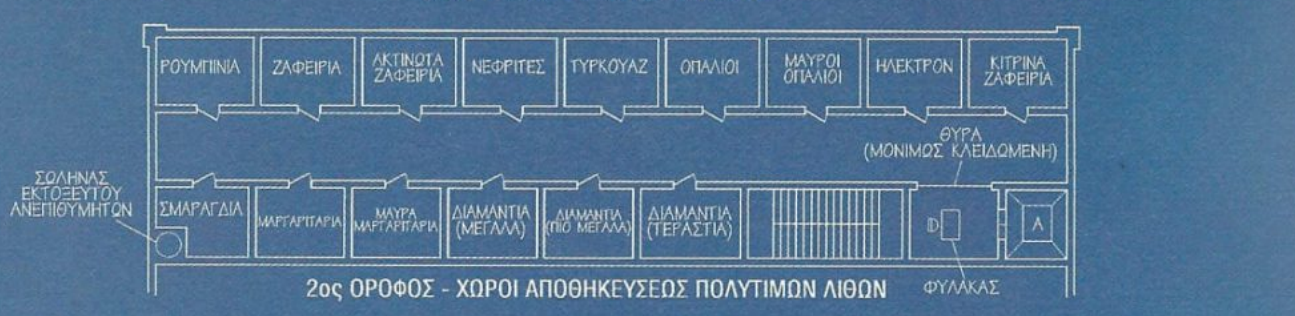 ΡΟΥΜΠΙΝΙΑ
ΖΑΦΕΙΡΙΑ
ΑΚΤΙΝΩΤΑ
ΖΑΦΕΙΡΙΑ
ΝΕΦΡΙΤΕΣ
ΤΥΡΚΟΥΑΖ
ΟΠΑΛΙΟΙ
ΜΑΥΡΟΙ
ΟΠΑΛΙΟΙ
ΗΛΕΚΤΡΟΝ
ΚΙΤΡΙΝΑ
ΖΑΦΕΙΡΙΑ
ΘΥΡΑ
(ΜΟΝΙΜΩΣ ΚΛΕΙΔΩΜΕΝΗ)
ΣΩΛΗΝΑΣ
ΕΚΤΟΞΕΥΤΟΥ
ΑΝΕΠΙΘΥΜΗΤΩΝ
ΣΜΑΡΑΓΔΙΑ
ΜΑΡΓΑΡΙΤΑΡΙΑ
ΜΑΥΡΑ
ΜΑΡΓΑΡΙΤΑΡΙΑ
ΔΙΑΜΑΝΤΙΑ
(ΜΕΓΑΛΑ)
ΔΙΑΜΑΝΤΙΑ
(ΠΙΟ ΜΕΓΑΛΑ)
ΔΙΑΜΑΝΤΙΑ
(ΤΕΡΑΣΤΙΑ)
Α
ΦΥΛΑΚΑΣ
2ος ΟΡΟΦΟΣ - ΧΩΡΟΙ ΑΠΟΘΗΚΕΥΣΕΩΣ ΠΟΛΥΤΙΜΩΝ ΛΙΘΩΝ